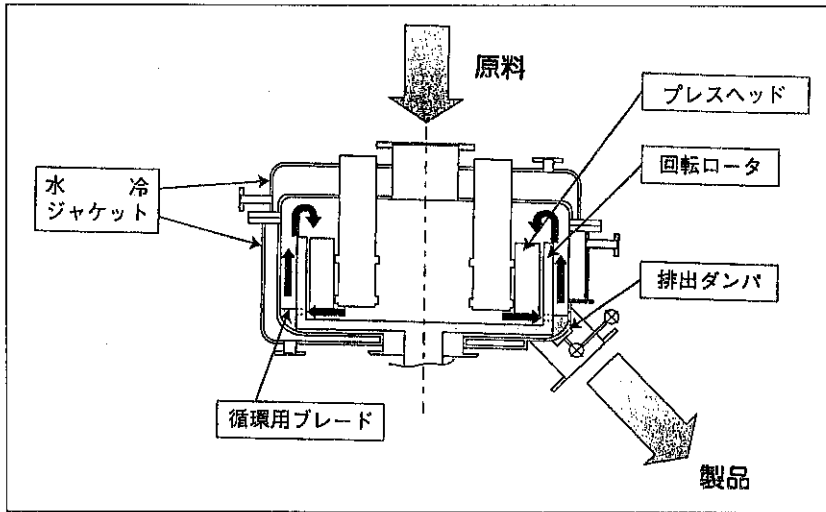 原料
プレスヘッド
回転ロータ
水 冷
ジャケット
排出ダンパ
循環用ブレード
製品